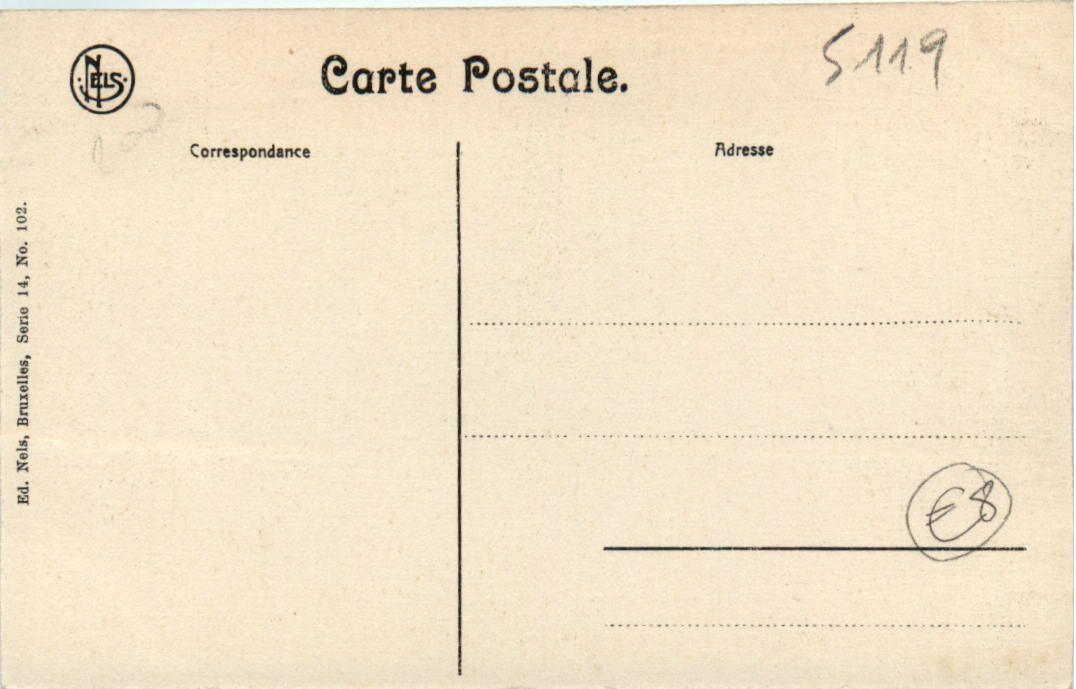 NELS
Carte Postale.
5119
Correspondance
Adresse
Ed. Nels, Bruxelles, Serie 14, No. 102.
€8